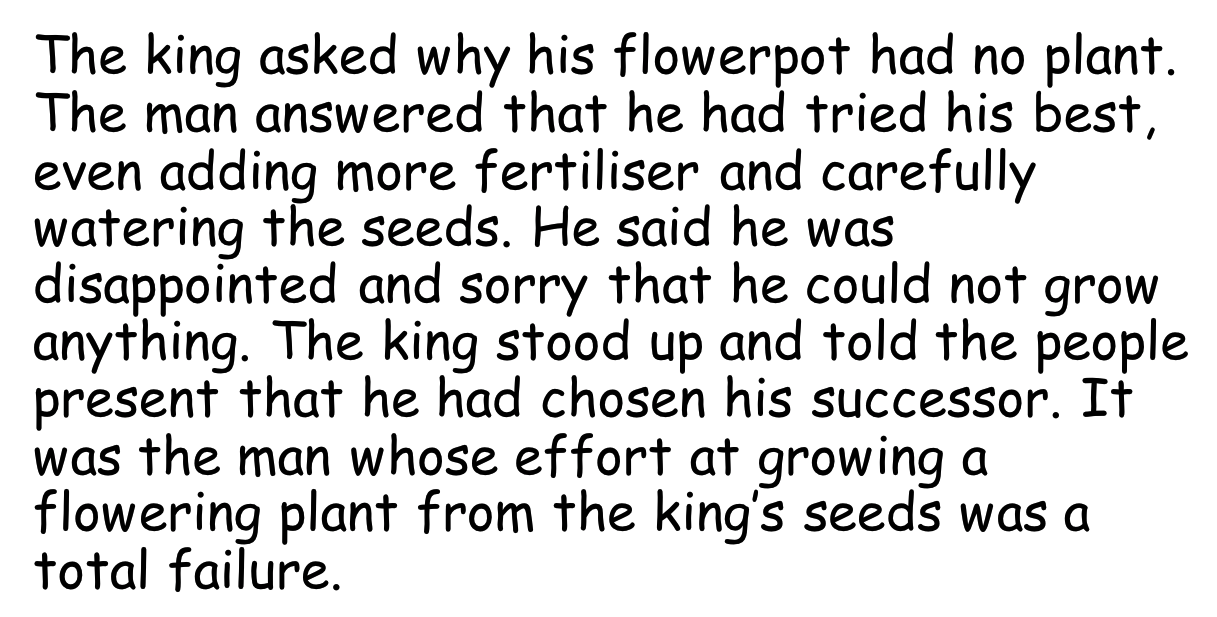 The king asked why his flowerpot had no plant.
The man answered that he had tried his best,
even adding more fertiliser and carefully
watering the seeds. He said he was
disappointed and sorry that he could not grow
anything. The king stood up and told the people
present that he had chosen his successor. It
was the man whose effort at growing a
flowering plant from the king's seeds was a
total failure.